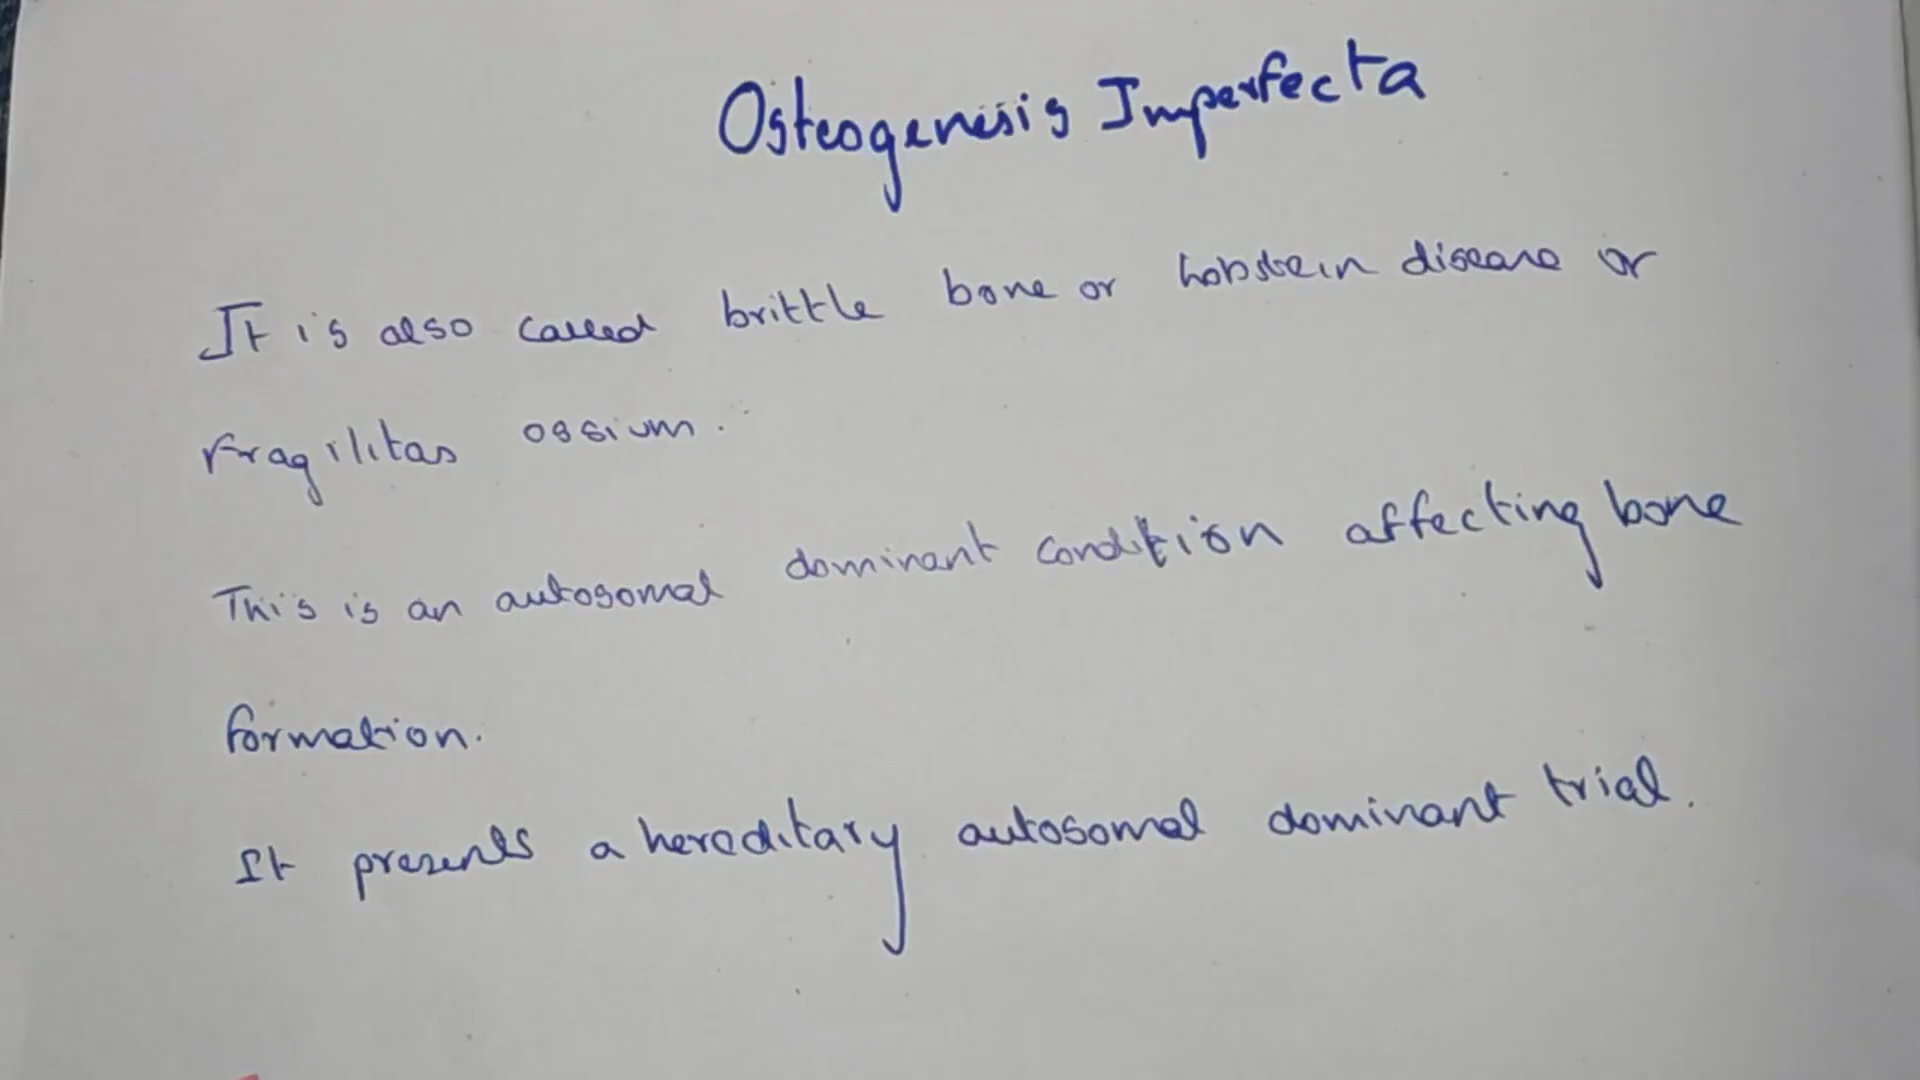 Osteogenesis Imperfecta
It is also called brittle bone or hobstein disease or
Fragilitas ossium.
This is an autosomal dominant condition affecting bone
formation.
It presents a hereditary autosomal dominant trial.